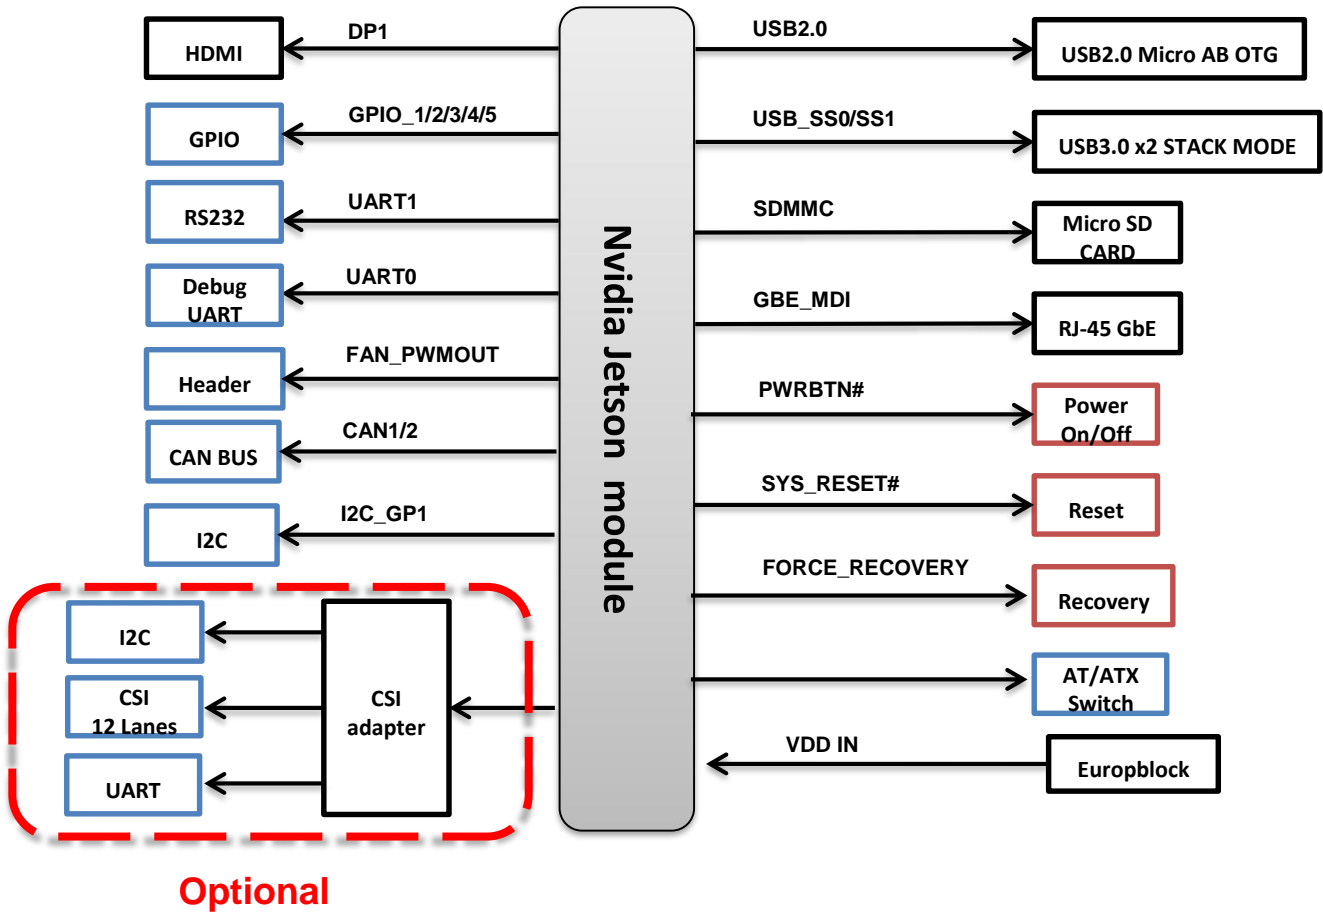 DP1
HDMI
GPIO_1/2/3/4/5
GPIO
UART1
RS232
UART0
Debug
UART
FAN_PWMOUT
Header
CAN1/2
CAN BUS
I2C_GP1
I2C
I2C
CSI
12 Lanes
UART
CSI
adapter
Optional
Nvidia Jetson module
USB2.0
USB2.0 Micro AB OTG
USB_SS0/SS1
USB3.0 x2 STACK MODE
SDMMC
Micro SD
CARD
GBE_MDI
RJ-45 GbE
PWRBTN#
Power
On/Off
SYS_RESET#
Reset
FORCE_RECOVERY
Recovery
AT/ATX
Switch
VDD IN
Europblock